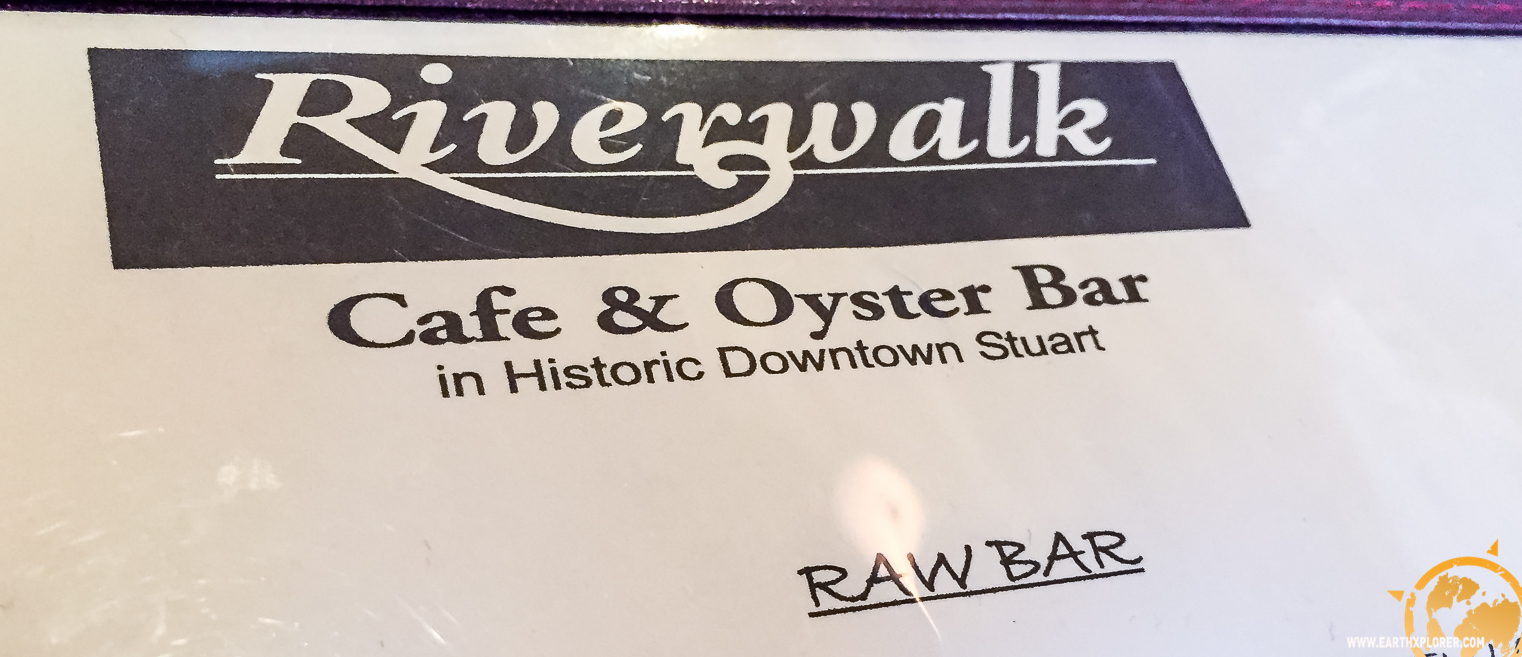 Riverwalk
Cafe & Oyster Bar
in Historic Downtown Stuart
RAW BAR
WWW.EARTHXPLORER.COM